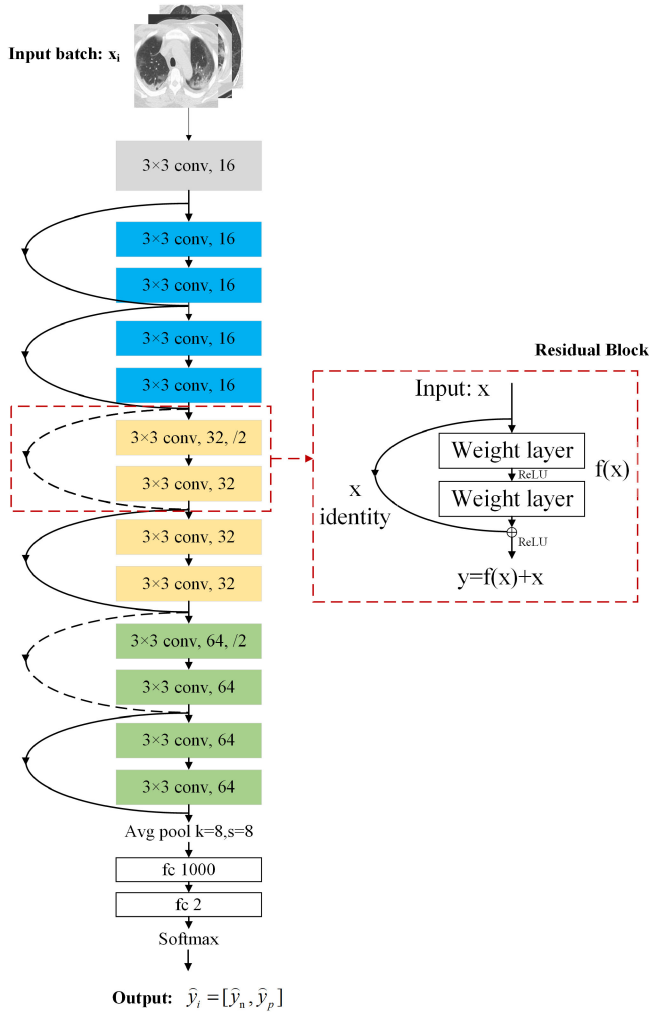 Input batch: xᵢ
3×3 conv, 16
3×3 conv, 16
3×3 conv, 16
3×3 conv, 16
3×3 conv, 16
3×3 conv, 32, /2
3×3 conv, 32
3×3 conv, 32
3×3 conv, 32
3×3 conv, 64, /2
3×3 conv, 64
3×3 conv, 64
3×3 conv, 64
Avg pool k=8,s=8
fc 1000
fc 2
Softmax
Output: ŷᵢ = [ŷₙ, ŷₚ]
Residual Block
Input: x
Weight layer
ReLU
f(x)
Weight layer
x
identity
ReLU
y=f(x)+x